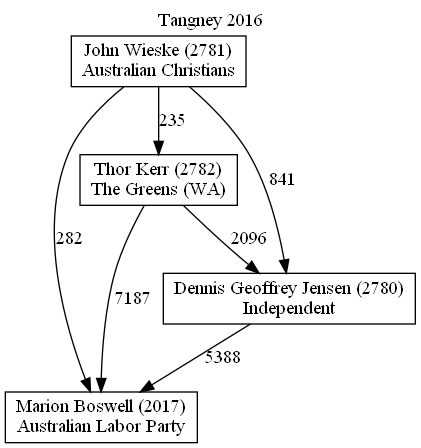 Tangney 2016
John Wieske (2781)
Australian Christians
235
Thor Kerr (2782)
The Greens (WA)
841
282
2096
7187
Dennis Geoffrey Jensen (2780)
Independent
5388
Marion Boswell (2017)
Australian Labor Party